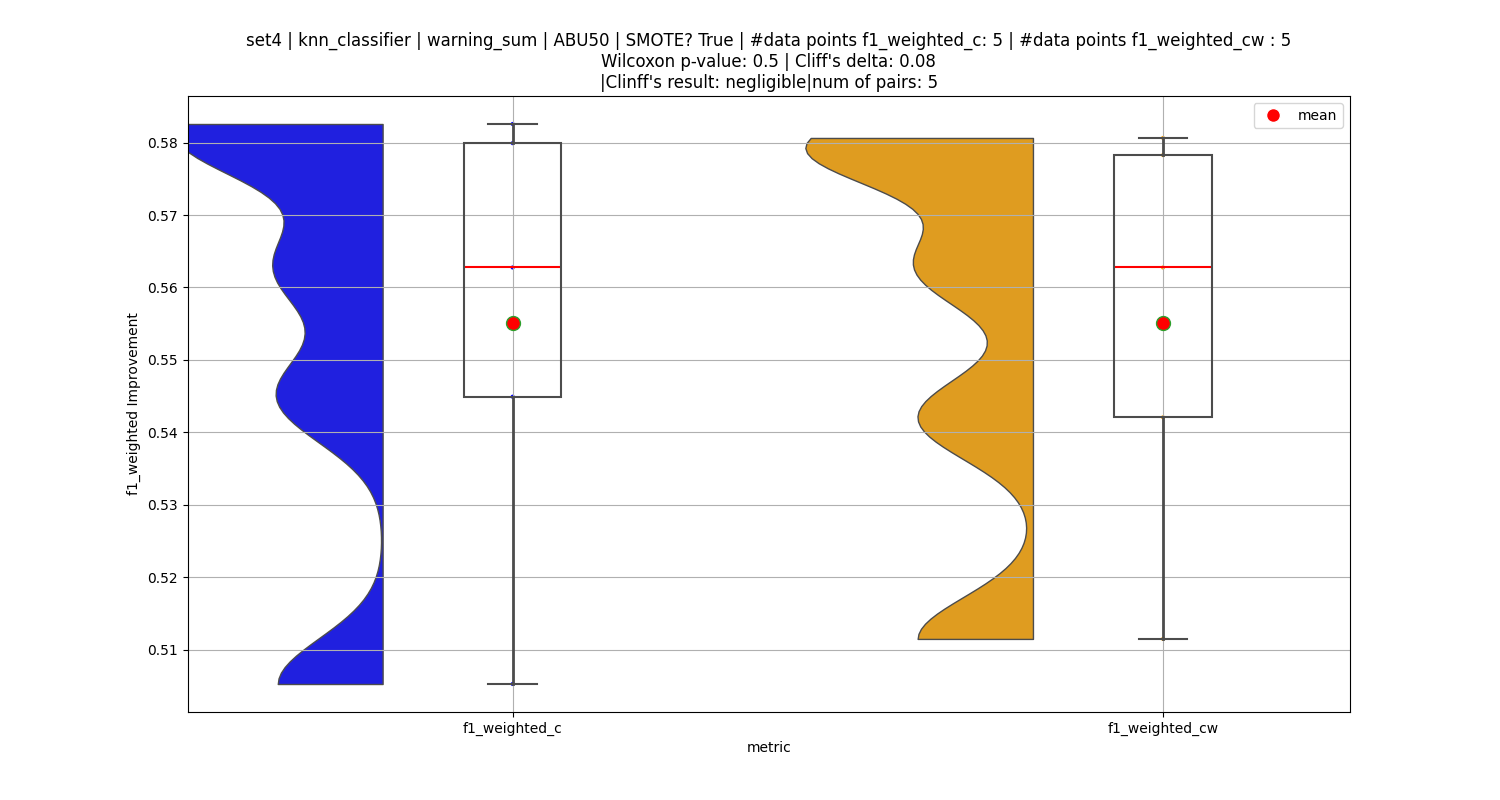 set4 | knn_classifier | warning_sum | ABU50 | SMOTE? True | #data points f1_weighted_c: 5 | #data points f1_weighted_cw : 5
Wilcoxon p-value: 0.5 | Cliff's delta: 0.08
|Clinff's result: negligible|num of pairs: 5
mean
f1_weighted Improvement
0.58
0.57
0.56
0.55
0.54
0.53
0.52
0.51
f1_weighted_c
f1_weighted_cw
metric